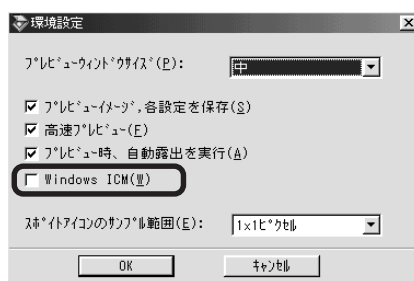 環境設定
ﾌﾟﾚﾋﾞｭｰｳｨﾝﾄﾞｳｻｲｽﾞ(P):
中
ﾌﾟﾚﾋﾞｭｰｲﾒｰｼﾞ,各設定を保存(S)
高速ﾌﾟﾚﾋﾞｭｰ(F)
ﾌﾟﾚﾋﾞｭｰ時、自動露出を実行(A)
Windows ICM(W)
ｽﾎﾟｲﾄｱｲｺﾝのｻﾝﾌﾟﾙ範囲(E):
1x1ﾋﾟｸｾﾙ
OK
ｷｬﾝｾﾙ